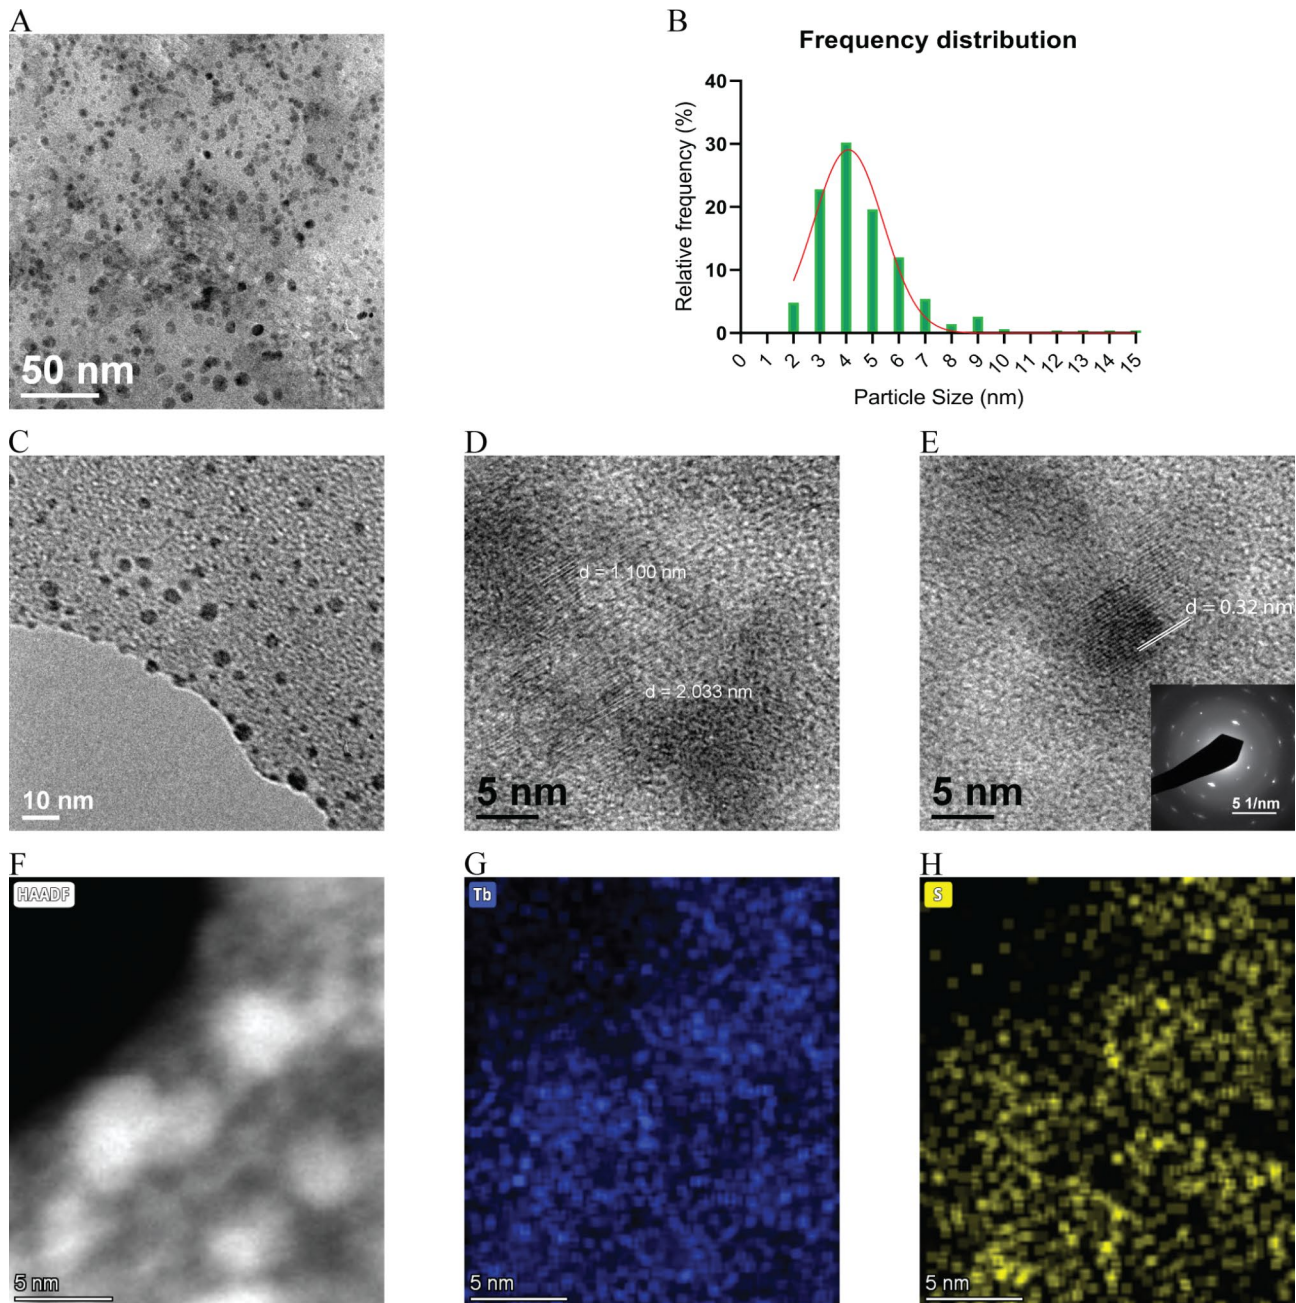 A
50 nm
B
Frequency distribution
Relative frequency (%)
40
30
20
10
0
0 1 2 3 4 5 6 7 8 9 10 11 12 13 14 15
Particle Size (nm)
C
10 nm
D
d = 1.100 nm
d = 2.033 nm
5 nm
E
d = 0.32 nm
5 nm
5 1/nm
F
HAADF
5 nm
G
Tb
5 nm
H
S
5 nm